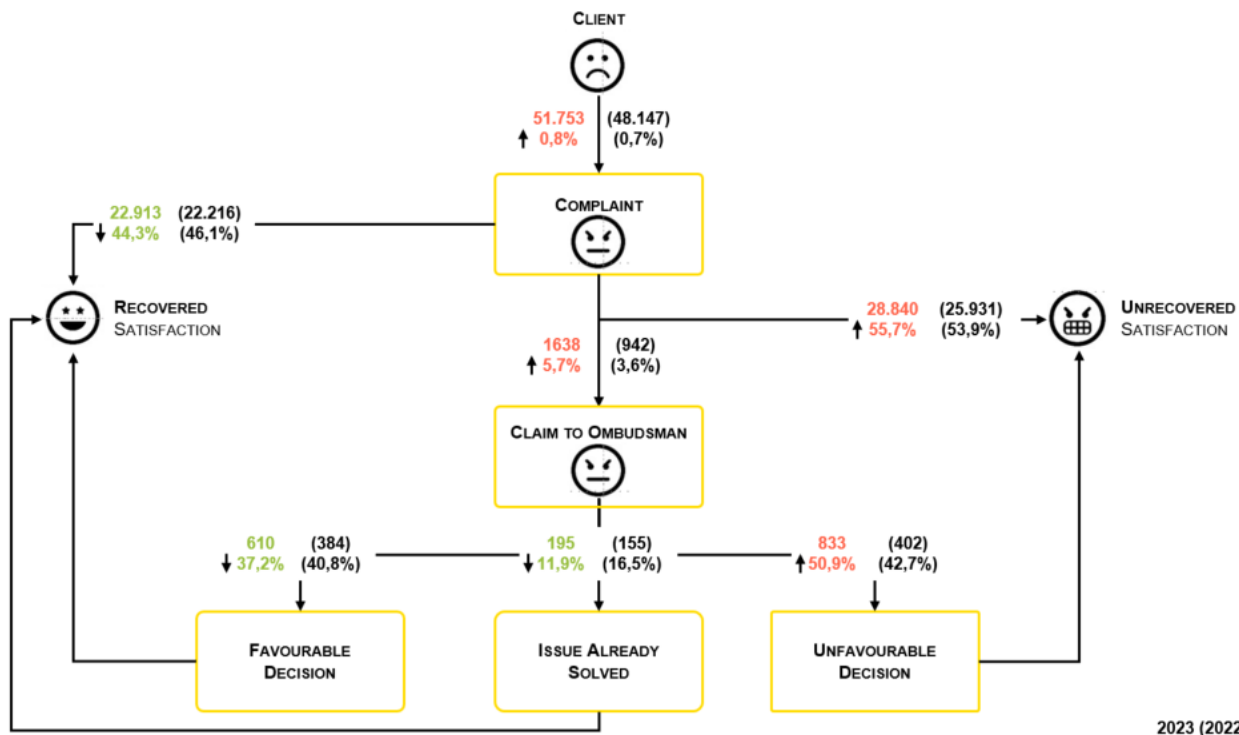 CLIENT
51.753 (48.147)
0,8% (0,7%)
COMPLAINT
22.913 (22.216)
44,3% (46,1%)
RECOVERED
SATISFACTION
28.840 (25.931)
55,7% (53,9%)
UNRECOVERED
SATISFACTION
1638 (942)
5,7% (3,6%)
CLAIM TO OMBUDSMAN
610 (384)
37,2% (40,8%)
195 (155)
11,9% (16,5%)
833 (402)
50,9% (42,7%)
FAVOURABLE
DECISION
ISSUE ALREADY
SOLVED
UNFAVOURABLE
DECISION
2023 (2022